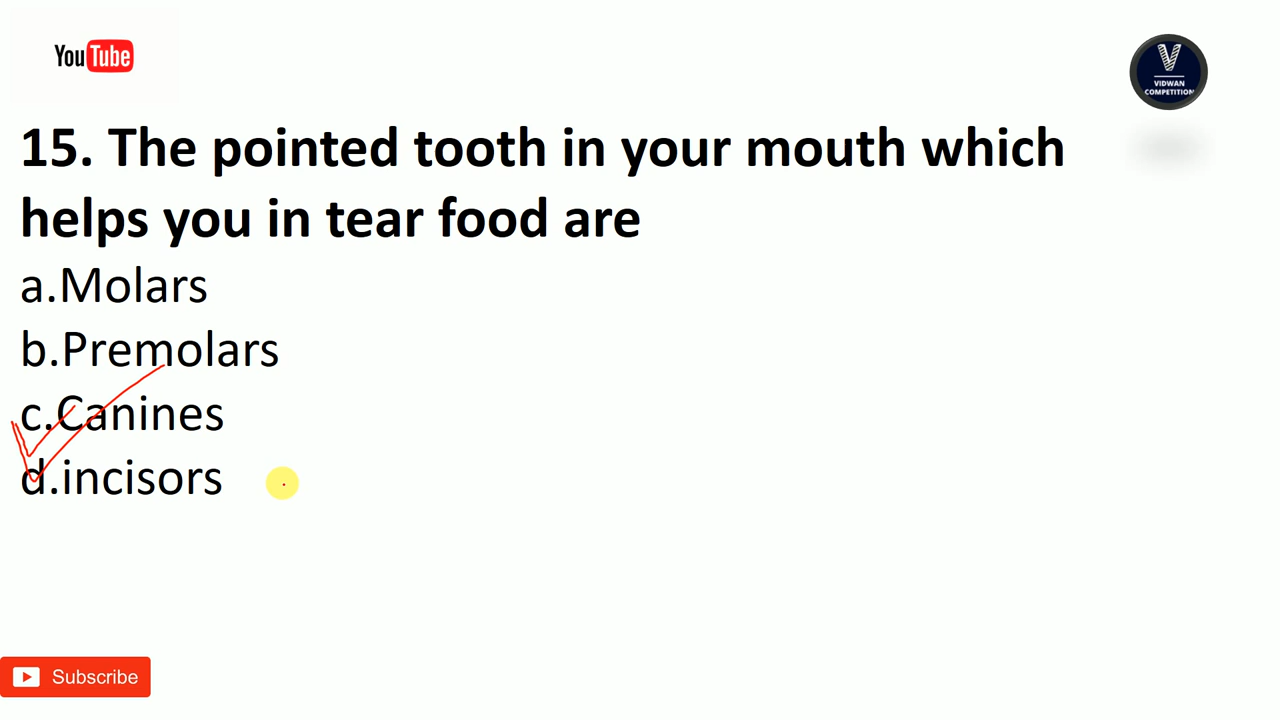 YouTube
V
VIDWAN
COMPETITION
15. The pointed tooth in your mouth which
helps you in tear food are
a.Molars
b.Premolars
c.Canines
d.incisors
Subscribe